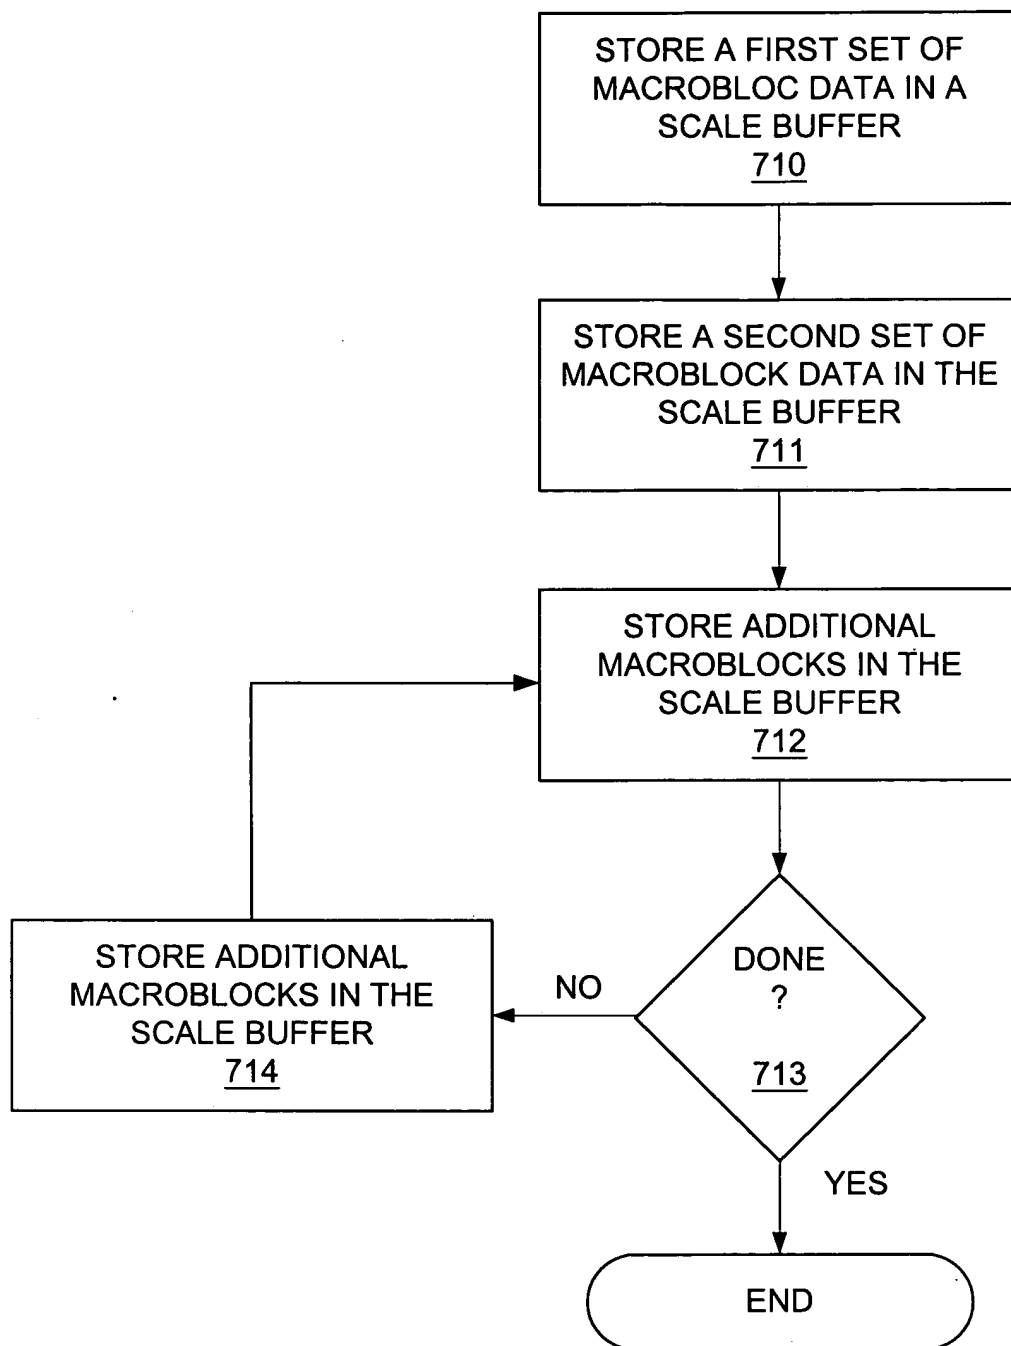 STORE A FIRST SET OF
MACROBLOC DATA IN A
SCALE BUFFER
710
STORE A SECOND SET OF
MACROBLOCK DATA IN THE
SCALE BUFFER
711
STORE ADDITIONAL
MACROBLOCKS IN THE
SCALE BUFFER
712
DONE
?
713
NO
STORE ADDITIONAL
MACROBLOCKS IN THE
SCALE BUFFER
714
YES
END